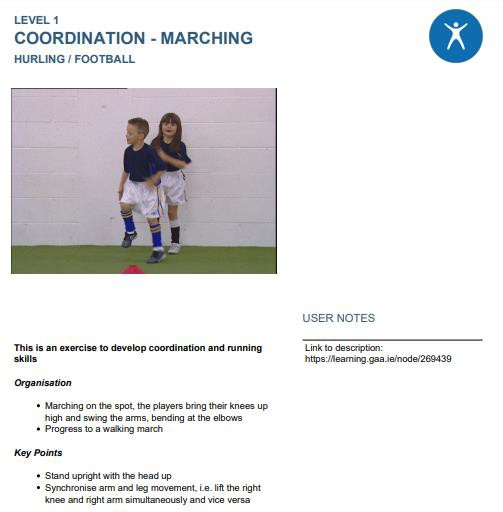 LEVEL 1
COORDINATION - MARCHING
HURLING / FOOTBALL
USER NOTES
Link to description:
https://learning.gaa.ie/node/269439
This is an exercise to develop coordination and running
skills
Organisation
• Marching on the spot, the players bring their knees up
high and swing the arms, bending at the elbows
• Progress to a walking march
Key Points
• Stand upright with the head up
• Synchronise arm and leg movement, i.e. lift the right
knee and right arm simultaneously and vice versa